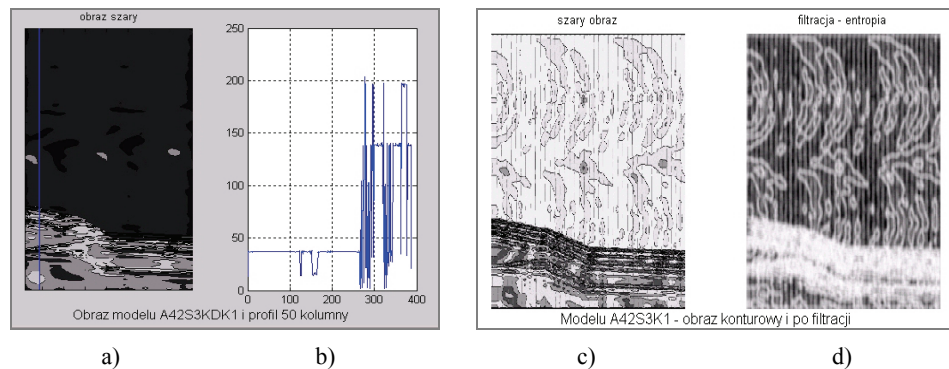 obraz szary
250
200
150
100
50
0
0 100 200 300 400
Obraz modelu A42S3KDK1 i profil 50 kolumny
szary obraz
filtracja - entropia
Modelu A42S3K1 - obraz konturowy i po filtracji
a) b) c) d)